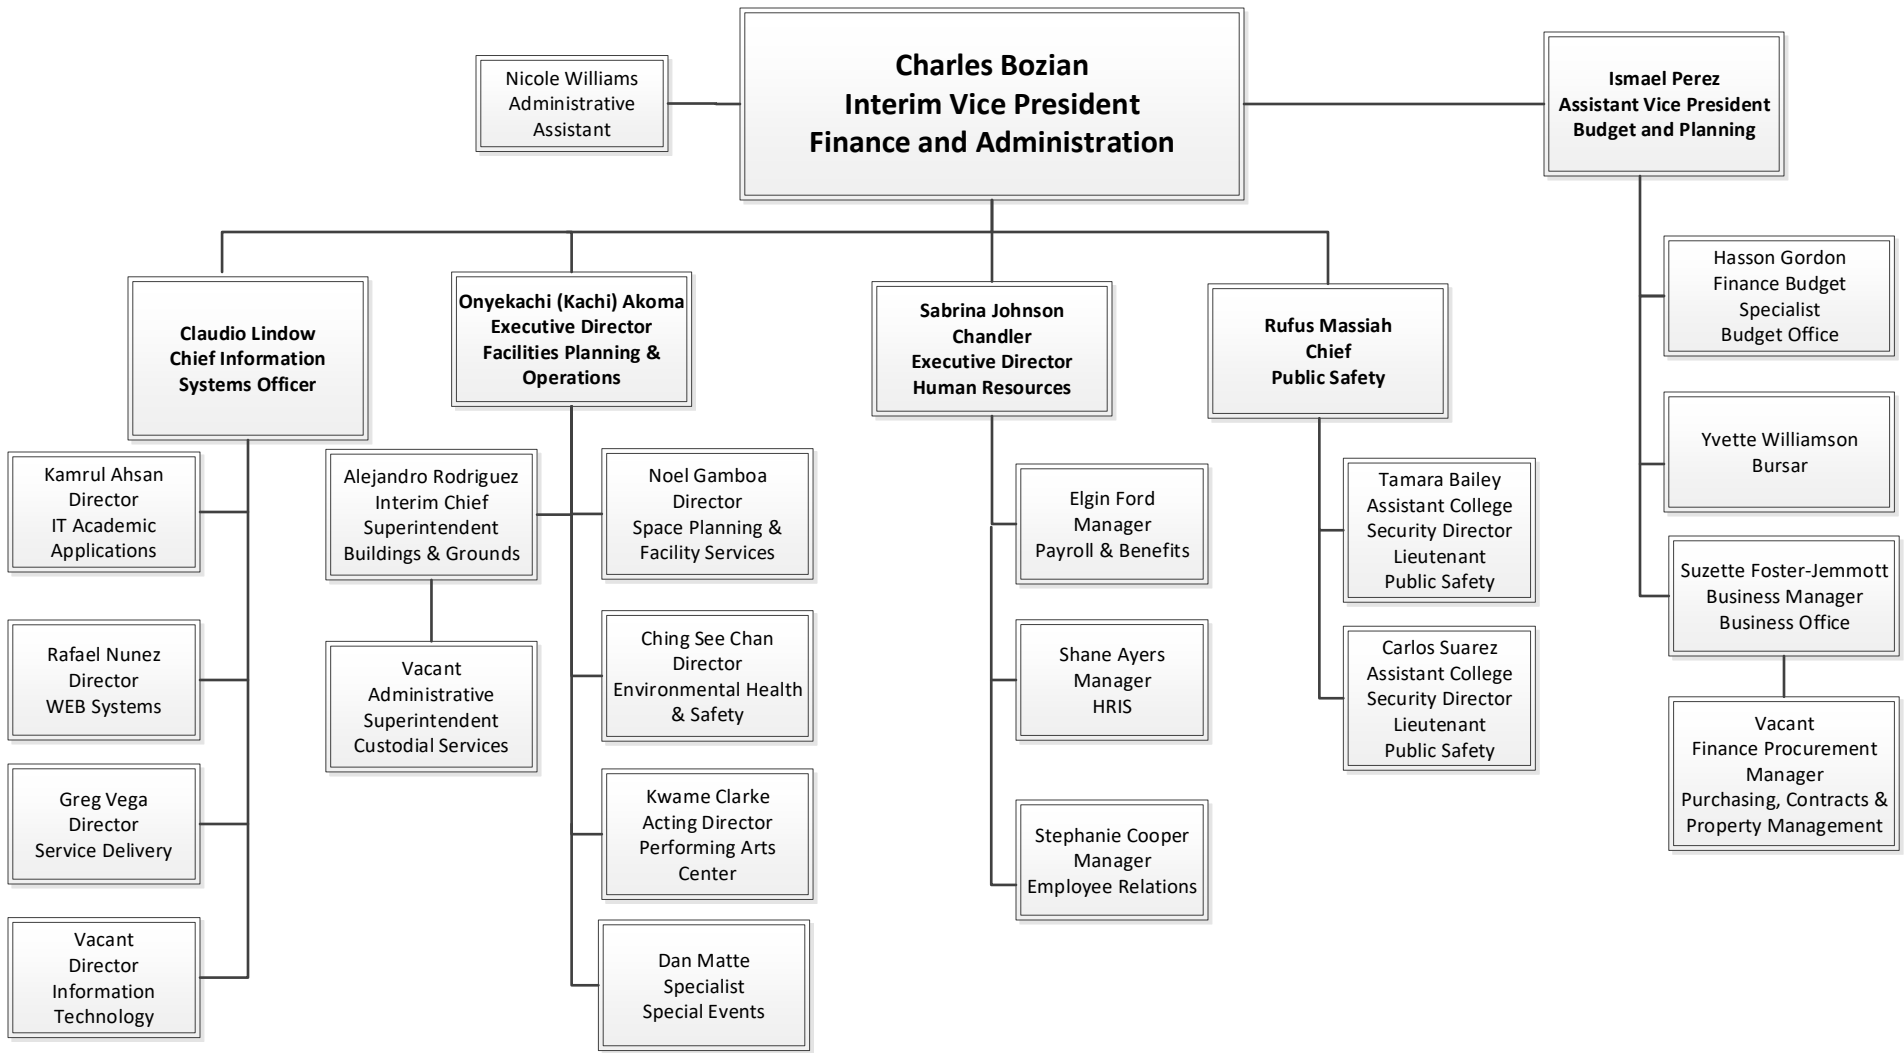 Nicole Williams
Administrative
Assistant
Charles Bozian
Interim Vice President
Finance and Administration
Ismael Perez
Assistant Vice President
Budget and Planning
Claudio Lindow
Chief Information
Systems Officer
Kamrul Ahsan
Director
IT Academic
Applications
Rafael Nunez
Director
WEB Systems
Greg Vega
Director
Service Delivery
Vacant
Director
Information
Technology
Onyekachi (Kachi) Akoma
Executive Director
Facilities Planning &
Operations
Alejandro Rodriguez
Interim Chief
Superintendent
Buildings & Grounds
Vacant
Administrative
Superintendent
Custodial Services
Noel Gamboa
Director
Space Planning &
Facility Services
Ching See Chan
Director
Environmental Health
& Safety
Kwame Clarke
Acting Director
Performing Arts
Center
Dan Matte
Specialist
Special Events
Sabrina Johnson
Chandler
Executive Director
Human Resources
Elgin Ford
Manager
Payroll & Benefits
Shane Ayers
Manager
HRIS
Stephanie Cooper
Manager
Employee Relations
Rufus Massiah
Chief
Public Safety
Tamara Bailey
Assistant College
Security Director
Lieutenant
Public Safety
Carlos Suarez
Assistant College
Security Director
Lieutenant
Public Safety
Hasson Gordon
Finance Budget
Specialist
Budget Office
Yvette Williamson
Bursar
Suzette Foster-Jemmott
Business Manager
Business Office
Vacant
Finance Procurement
Manager
Purchasing, Contracts &
Property Management